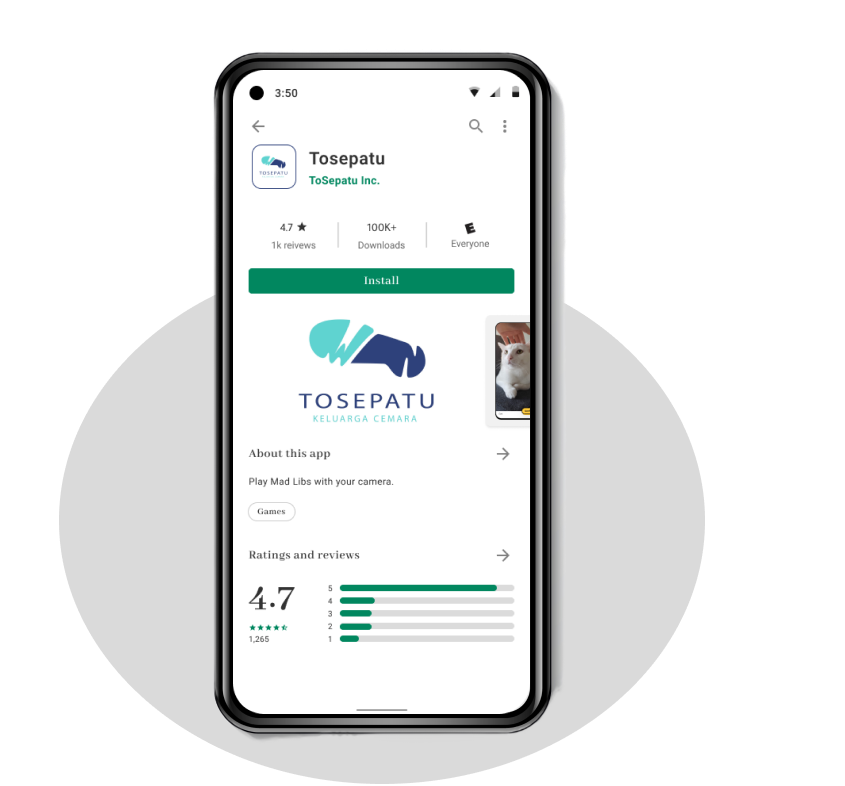 3:50
TOSEPATU
Tosepatu
ToSepatu Inc.
4.7 ★ 100K+ E
1k reivews Downloads Everyone
Install
TOSEPATU
KELUARGA CEMARA
About this app
Play Mad Libs with your camera.
Games
Ratings and reviews
4.7
5
4
3
2
1
1,265